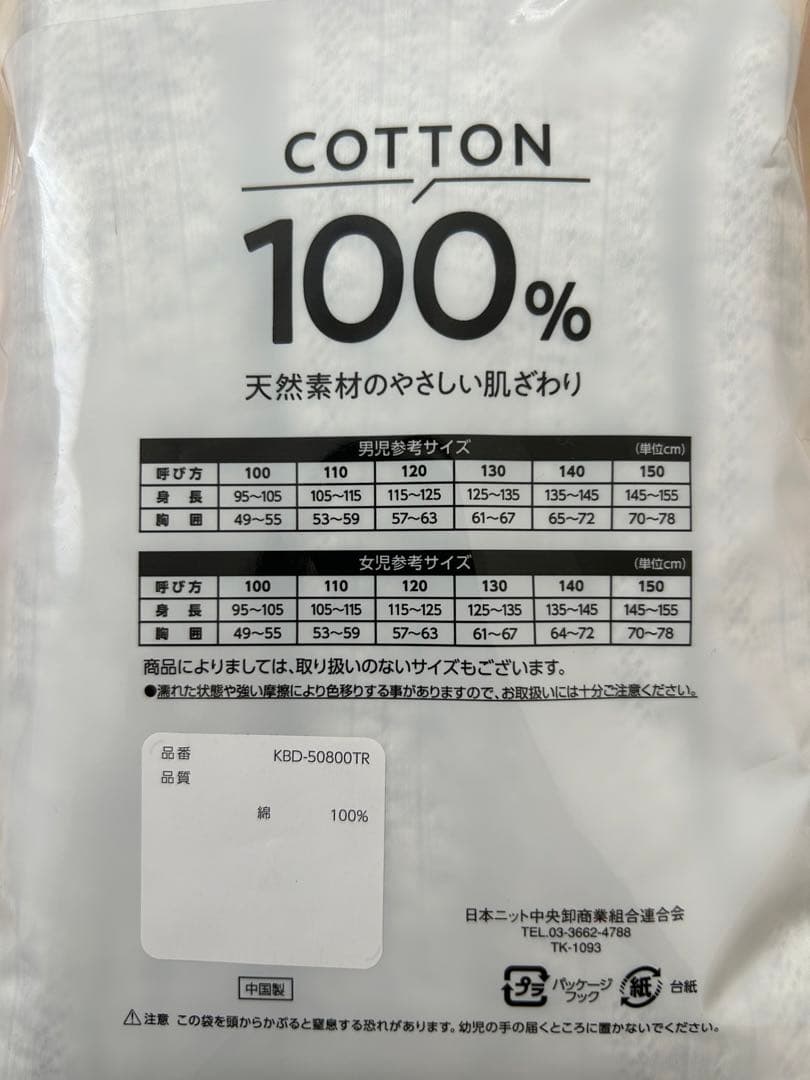 COTTON
100%
天然素材のやさしい肌ざわり
男児参考サイズ (単位cm)
呼び方 100 110 120 130 140 150
身長 95〜105 105〜115 115〜125 125〜135 135〜145 145〜155
胸囲 49〜55 53〜59 57〜63 61〜67 65〜72 70〜78
女児参考サイズ (単位cm)
呼び方 100 110 120 130 140 150
身長 95〜105 105〜115 115〜125 125〜135 135〜145 145〜155
胸囲 49〜55 53〜59 57〜63 61〜67 64〜72 70〜78
商品によりましては、取り扱いのないサイズもございます。
●濡れた状態や強い摩擦により色移りする事がありますので、お取扱いには十分ご注意ください。
品番 KBD-50800TR
品質
綿 100%
日本ニット中央卸商業組合連合会
TEL.03-3662-4788
TK-1093
プラ パッケージ フック 紙 台紙
中国製
⚠注意 この袋を頭からかぶると窒息する恐れがあります。幼児の手の届くところに置かないでください。